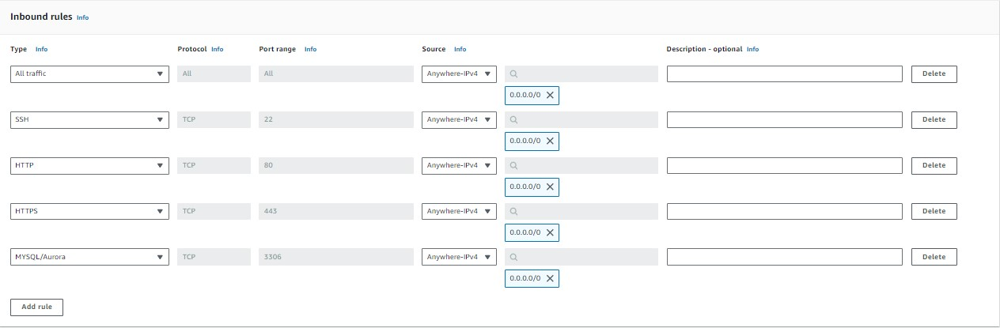 Inbound rules Info
Type Info Protocol Info Port range Info Source Info Description - optional Info
All traffic All All Anywhere-IPv4 Delete
0.0.0.0/0
SSH TCP 22 Anywhere-IPv4 Delete
0.0.0.0/0
HTTP TCP 80 Anywhere-IPv4 Delete
0.0.0.0/0
HTTPS TCP 443 Anywhere-IPv4 Delete
0.0.0.0/0
MYSQL/Aurora TCP 3306 Anywhere-IPv4 Delete
0.0.0.0/0
Add rule